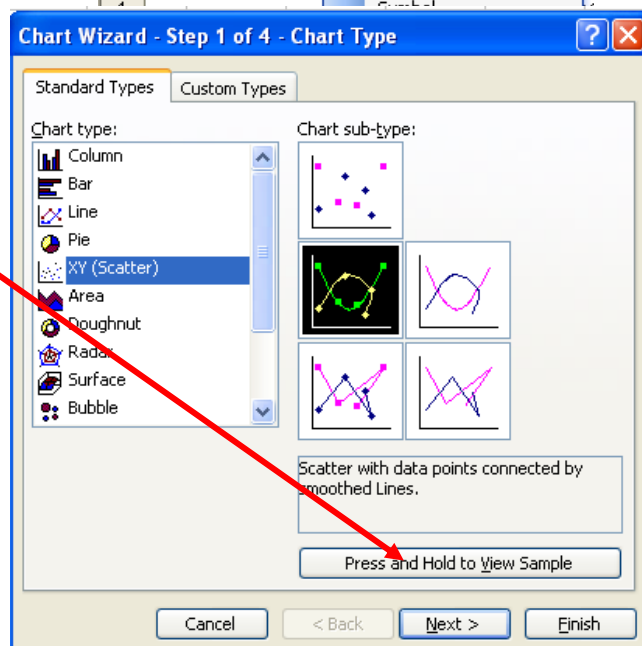 Symbol
Chart Wizard - Step 1 of 4 - Chart Type
Standard Types
Custom Types
Chart type:
Column
Bar
Line
Pie
XY (Scatter)
Area
Doughnut
Radar
Surface
Bubble
Chart sub-type:
Scatter with data points connected by
smoothed Lines.
Press and Hold to View Sample
Cancel
< Back
Next >
Finish